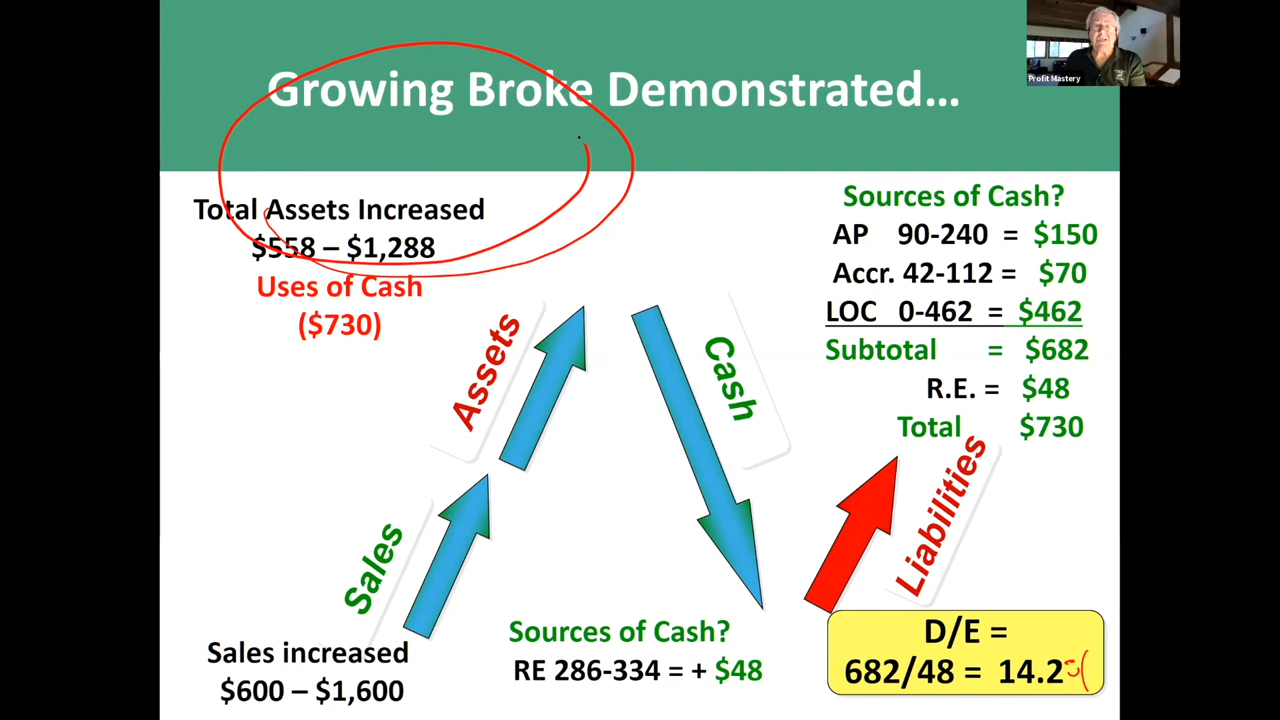 Growing Broke Demonstrated...
Profit Mastery
Total Assets Increased
$558 – $1,288
Uses of Cash
($730)
Sources of Cash?
AP 90-240 = $150
Accr. 42-112 = $70
LOC 0-462 = $462
Subtotal = $682
R.E. = $48
Total $730
Assets
Cash
Sales
Liabilities
Sales increased
$600 – $1,600
Sources of Cash?
RE 286-334 = + $48
D/E =
682/48 = 14.2